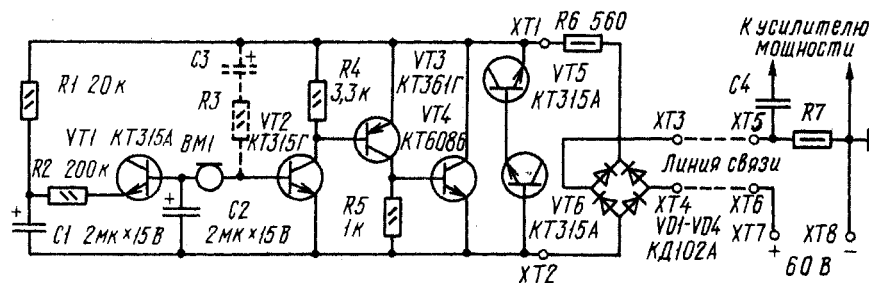 XT1
R6 560
К усилителю
мощности
C3
+
R4
3,3к
VT3
КТ361Г
VT5
КТ315А
C4
R7
R1 20к
R3
VT2
КТ315Г
VT4
КТ608б
XT3
XT5
VT1 КТ315А
BM1
Линия связи
R2 200к
R5
1к
VT6
КТ315А
XT4
XT6
+
C1 2мк×15В
+
C2
2мк×15В
VD1-VD4
КД102А
XT7
XT8
+
60 В
−
XT2